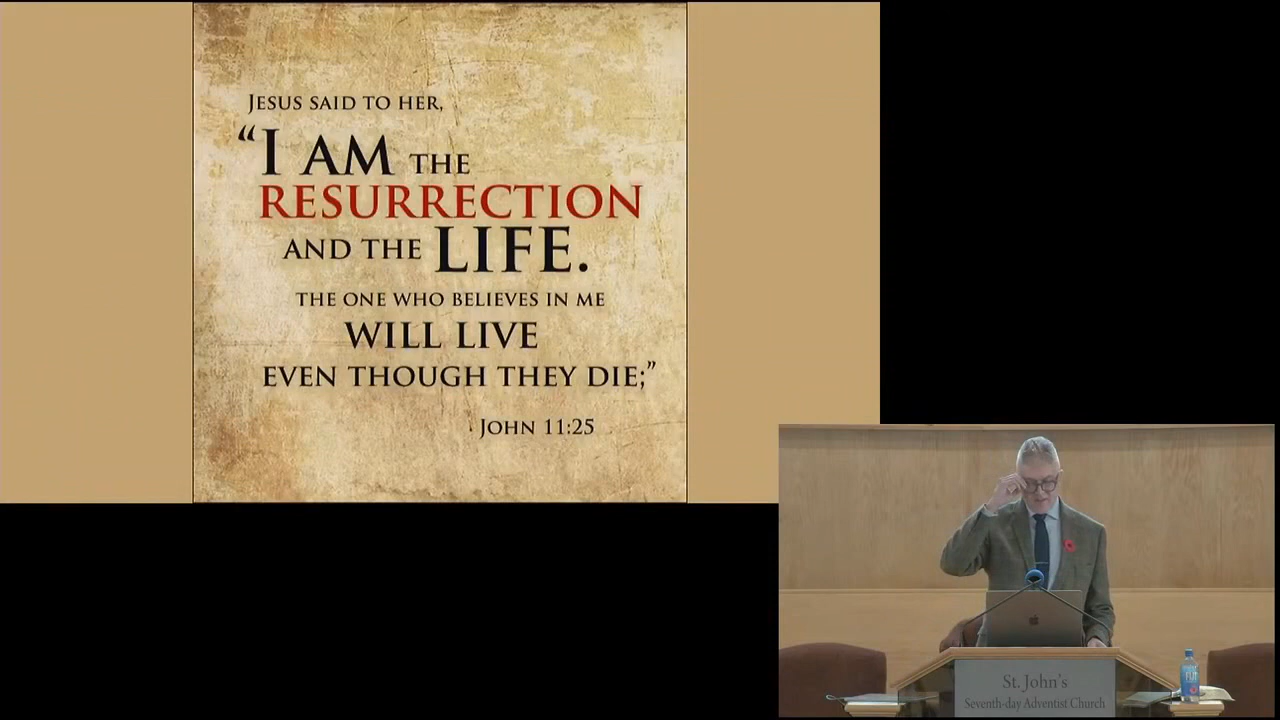 JESUS SAID TO HER,
“I AM THE
RESURRECTION
AND THE LIFE.
THE ONE WHO BELIEVES IN ME
WILL LIVE
EVEN THOUGH THEY DIE;”
JOHN 11:25
St. John's
Seventh-day Adventist Church